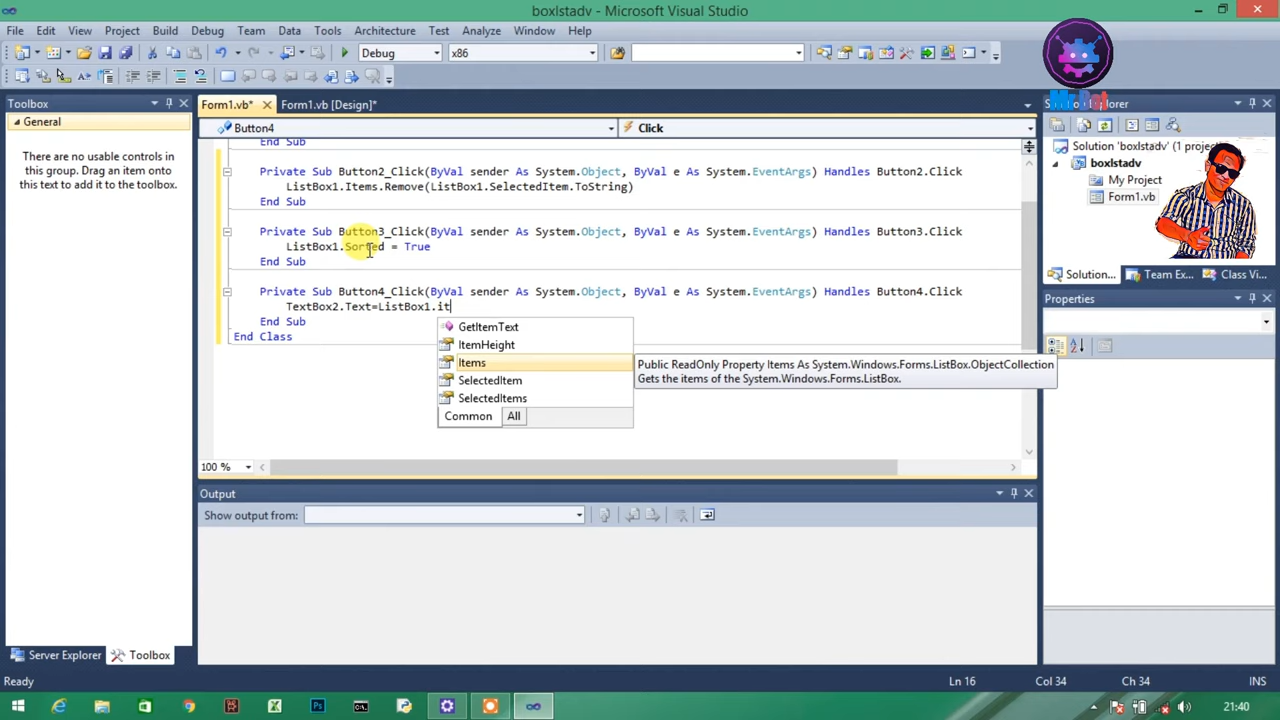 boxlstadv - Microsoft Visual Studio
File Edit View Project Build Debug Team Data Tools Architecture Test Analyze Window Help
Debug x86
Toolbox
General
There are no usable controls in this group. Drag an item onto this text to add it to the toolbox.
Form1.vb* Form1.vb [Design]*
Button4 Click
End Sub
Private Sub Button2_Click(ByVal sender As System.Object, ByVal e As System.EventArgs) Handles Button2.Click
ListBox1.Items.Remove(ListBox1.SelectedItem.ToString)
End Sub
Private Sub Button3_Click(ByVal sender As System.Object, ByVal e As System.EventArgs) Handles Button3.Click
ListBox1.Sorted = True
End Sub
Private Sub Button4_Click(ByVal sender As System.Object, ByVal e As System.EventArgs) Handles Button4.Click
TextBox2.Text=ListBox1.it
End Sub
End Class
GetItemText
ItemHeight
Items
SelectedItem
SelectedItems
Common All
Public ReadOnly Property Items As System.Windows.Forms.ListBox.ObjectCollection
Gets the items of the System.Windows.Forms.ListBox.
100 %
Output
Show output from:
Explorer
Solution 'boxlstadv' (1 project)
boxlstadv
My Project
Form1.vb
Solution... Team Ex... Class Vi...
Properties
Server Explorer Toolbox
Ready Ln 16 Col 34 Ch 34 INS
21:40